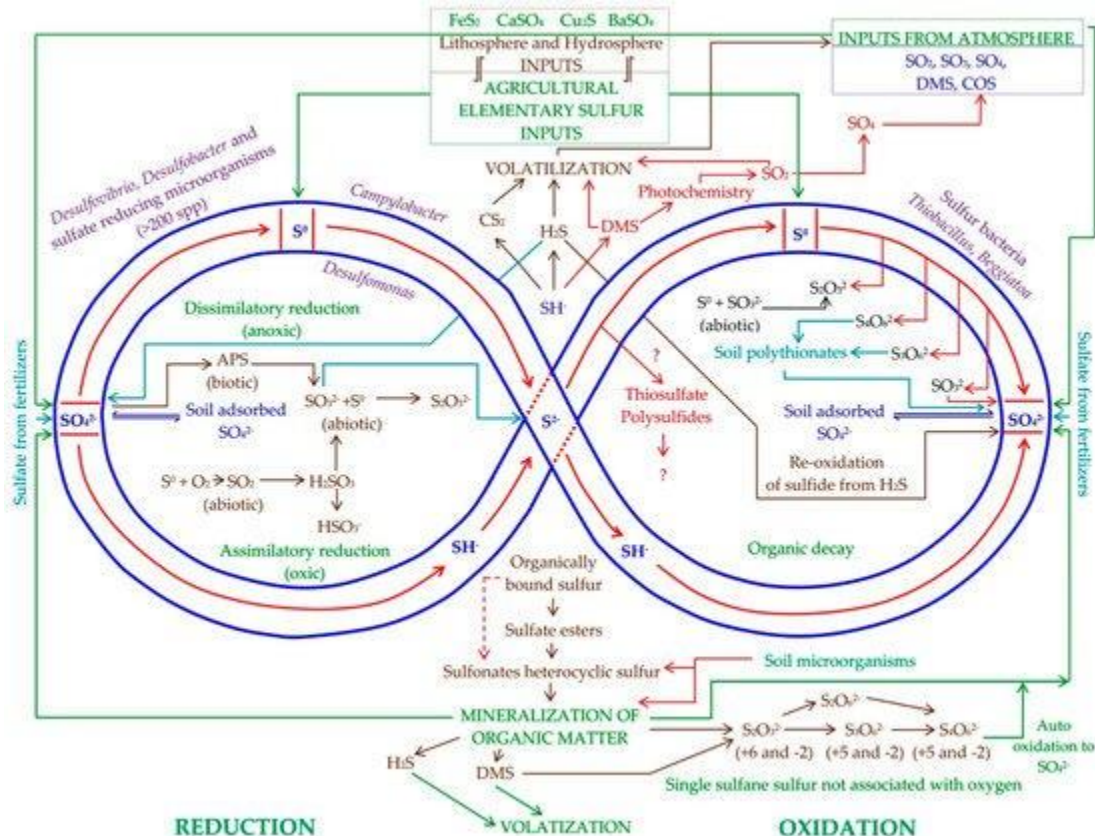 FeS₂ CaSO₄ Cu₂S BaSO₄
Lithosphere and Hydrosphere
INPUTS
AGRICULTURAL
ELEMENTARY SULFUR
INPUTS
INPUTS FROM ATMOSPHERE
SO₂, SO₃, SO₄,
DMS, COS
SO₄
VOLATILIZATION
SO₂
Photochemistry
CS₂
H₂S
DMS
SH⁻
Desulfovibrio, Desulfobacter and
sulfate reducing microorganisms
(>200 spp)
Campylobacter
Desulfomonas
S⁰
S⁰
Sulfur bacteria
Thiobacillus, Beggiatoa
Dissimilatory reduction
(anoxic)
APS
(biotic)
SO₃²⁻ +S⁰
(abiotic)
S₂O₃²⁻
Soil adsorbed
SO₄²⁻
SO₄²⁻
Sulfate from fertilizers
S⁰ + O₂
SO₂
(abiotic)
H₂SO₃
HSO₃⁻
Assimilatory reduction
(oxic)
SH⁻
S²⁻
SH⁻
?
Thiosulfate
Polysulfides
?
S⁰ + SO₃²⁻
(abiotic)
S₂O₃²⁻
S₄O₆²⁻
Soil polythionates
S₃O₆²⁻
SO₃²⁻
Soil adsorbed
SO₄²⁻
SO₄²⁻
Sulfate from fertilizers
Re-oxidation
of sulfide from H₂S
Organic decay
Organically
bound sulfur
Sulfate esters
Sulfonates heterocyclic sulfur
Soil microorganisms
MINERALIZATION OF
ORGANIC MATTER
H₂S
DMS
VOLATIZATION
(+6 and -2) (+5 and -2) (+5 and -2)
Single sulfane sulfur not associated with oxygen
Auto
oxidation to
SO₄²⁻
REDUCTION
OXIDATION